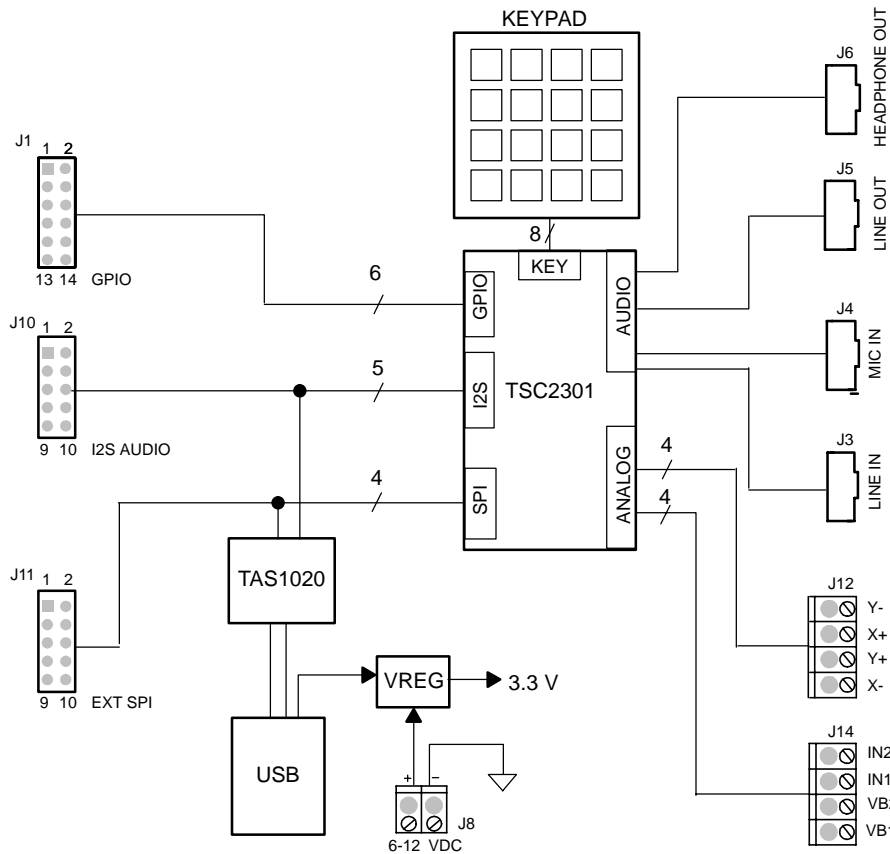 KEYPAD
HEADPHONE OUT
J6
J1
1 2
13 14 GPIO
J5
LINE OUT
8
KEY
6
GPIO
AUDIO
J10
1 2
9 10 I2S AUDIO
5
I2S
TSC2301
J4
MIC IN
4
SPI
ANALOG
4
4
J3
LINE IN
TAS1020
J11
1 2
9 10 EXT SPI
J12
Y-
X+
Y+
X-
VREG
3.3 V
USB
+ −
J8
6-12 VDC
J14
IN2
IN1
VB2
VB1